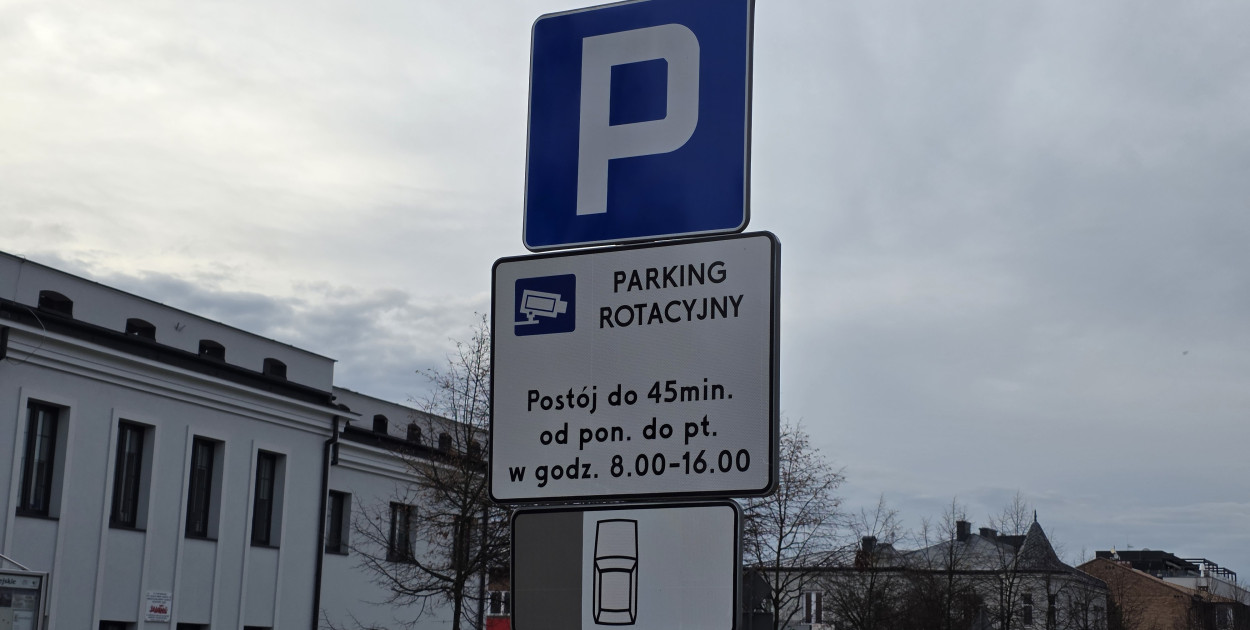 P
PARKING
ROTACYJNY
Postój do 45min.
od pon. do pt.
w godz. 8.00-16.00